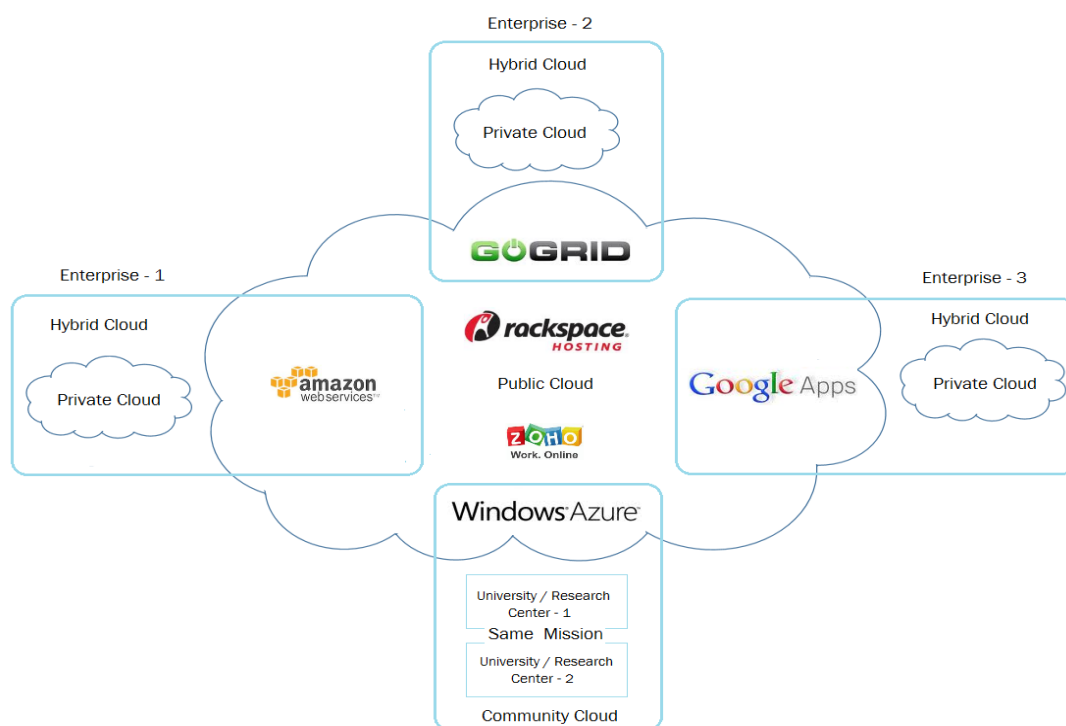 Enterprise - 2
Hybrid Cloud
Private Cloud
GOGRID
Enterprise - 1
Hybrid Cloud
Private Cloud
amazon
webservices™
rackspace®
HOSTING
Public Cloud
ZOHO
Work. Online
Enterprise - 3
Hybrid Cloud
Google Apps
Private Cloud
Windows® Azure™
University / Research
Center - 1
Same Mission
University / Research
Center - 2
Community Cloud